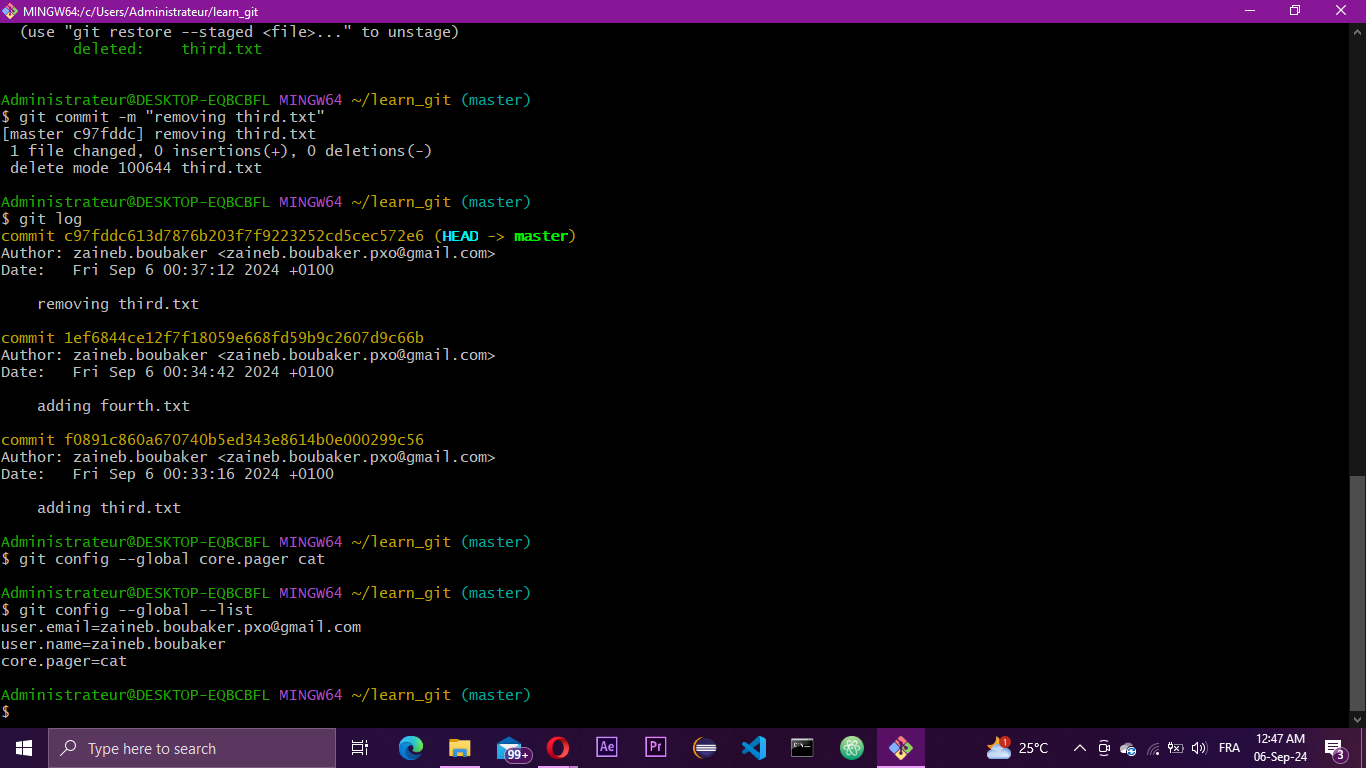 MINGW64:/c/Users/Administrateur/learn_git
(use "git restore --staged <file>..." to unstage)
deleted:    third.txt
Administrateur@DESKTOP-EQBCBFL MINGW64 ~/learn_git (master)
$ git commit -m "removing third.txt"
[master c97fddc] removing third.txt
1 file changed, 0 insertions(+), 0 deletions(-)
delete mode 100644 third.txt
Administrateur@DESKTOP-EQBCBFL MINGW64 ~/learn_git (master)
$ git log
commit c97fddc613d7876b203f7f9223252cd5cec572e6 (HEAD -> master)
Author: zaineb.boubaker <zaineb.boubaker.pxo@gmail.com>
Date:   Fri Sep 6 00:37:12 2024 +0100
removing third.txt
commit 1ef6844ce12f7f18059e668fd59b9c2607d9c66b
Author: zaineb.boubaker <zaineb.boubaker.pxo@gmail.com>
Date:   Fri Sep 6 00:34:42 2024 +0100
adding fourth.txt
commit f0891c860a670740b5ed343e8614b0e000299c56
Author: zaineb.boubaker <zaineb.boubaker.pxo@gmail.com>
Date:   Fri Sep 6 00:33:16 2024 +0100
adding third.txt
Administrateur@DESKTOP-EQBCBFL MINGW64 ~/learn_git (master)
$ git config --global core.pager cat
Administrateur@DESKTOP-EQBCBFL MINGW64 ~/learn_git (master)
$ git config --global --list
user.email=zaineb.boubaker.pxo@gmail.com
user.name=zaineb.boubaker
core.pager=cat
Administrateur@DESKTOP-EQBCBFL MINGW64 ~/learn_git (master)
$
Type here to search
99+
Ae
Pr
1
25°C
FRA
12:47 AM
06-Sep-24
3